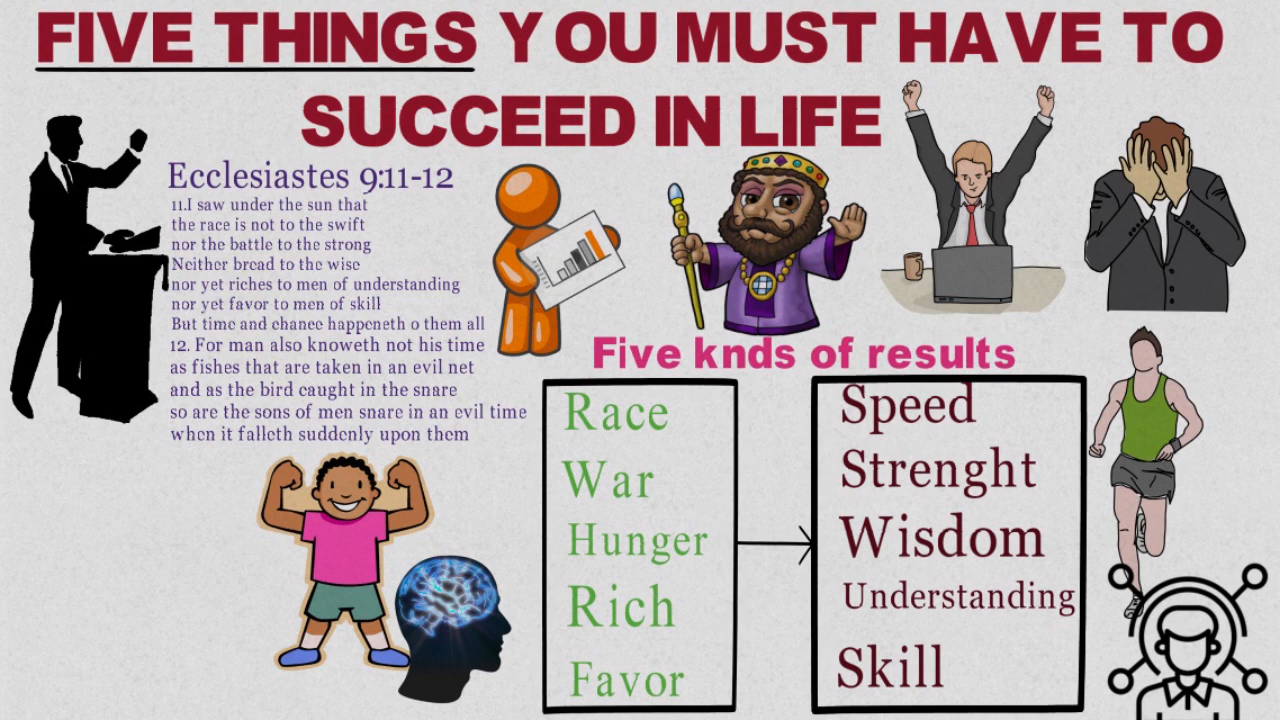 FIVE THINGS YOU MUST HAVE TO
SUCCEED IN LIFE
Ecclesiastes 9:11-12
11.I saw under the sun that
the race is not to the swift
nor the battle to the strong
Neither bread to the wise
nor yet riches to men of understanding
nor yet favor to men of skill
But time and chance happeneth o them all
12. For man also knoweth not his time
as fishes that are taken in an evil net
and as the bird caught in the snare
so are the sons of men snare in an evil time
when it falleth suddenly upon them
Five knds of results
Race
War
Hunger
Rich
Favor
Speed
Strenght
Wisdom
Understanding
Skill